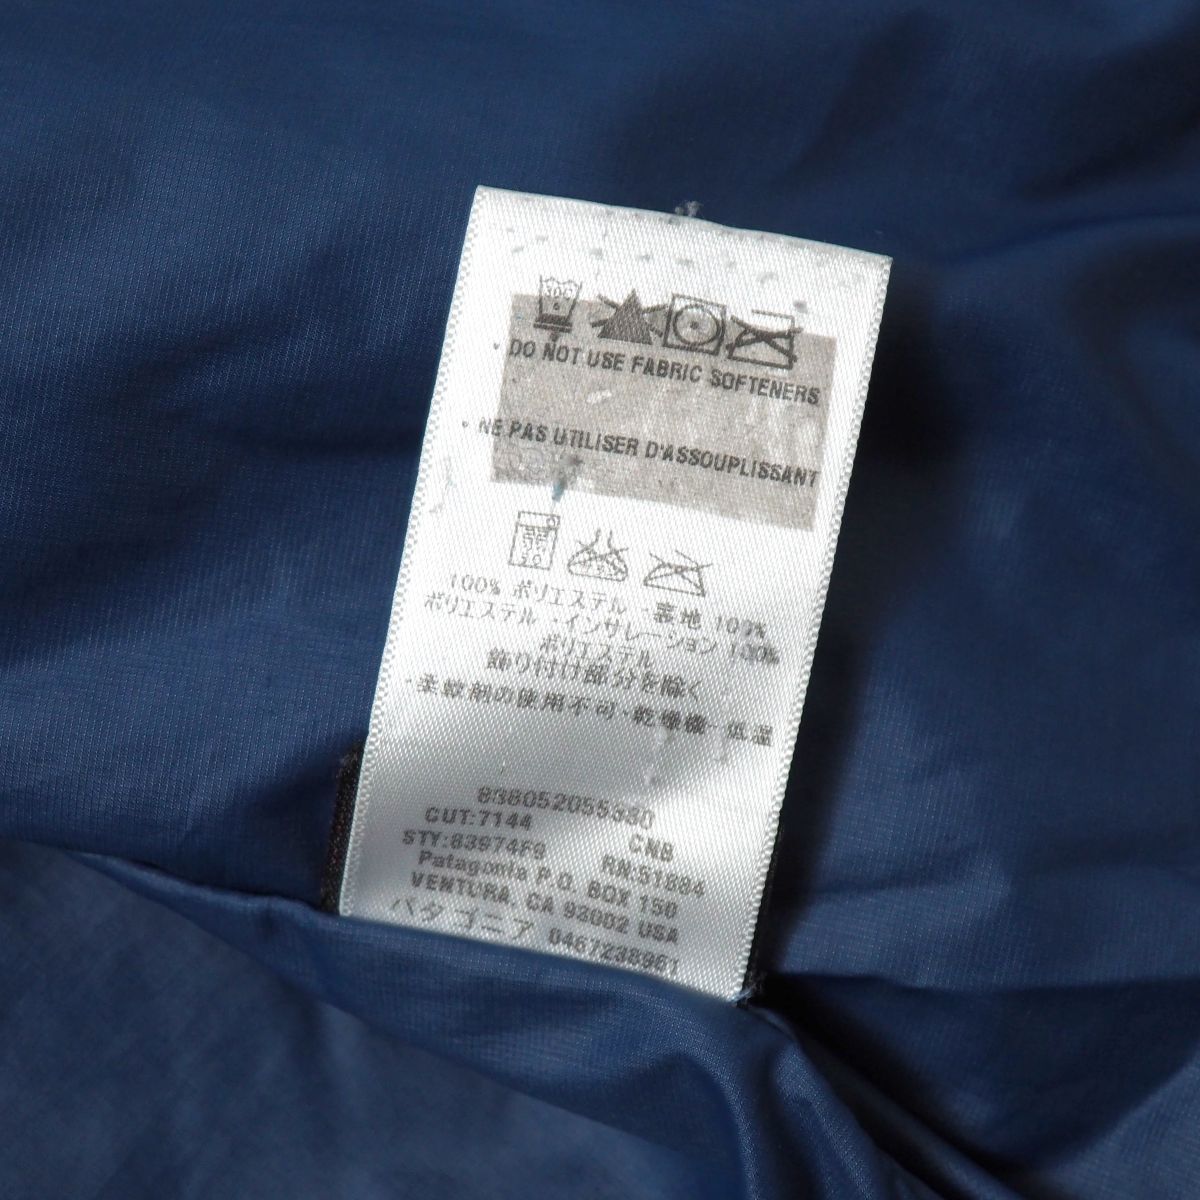 30C
• DO NOT USE FABRIC SOFTENERS
• NE PAS UTILISER D'ASSOUPLISSANT
100% ポリエステル・裏地 100%
ポリエステル・インサレーション 100%
ポリエステル
飾り付け部分を除く
・柔軟剤の使用不可・乾燥機・低温
CUT:7144 CNB
STY:83974F9 RN:51884
Patagonia P.O. BOX 150
VENTURA, CA 93002 USA
パタゴニア 0467238961